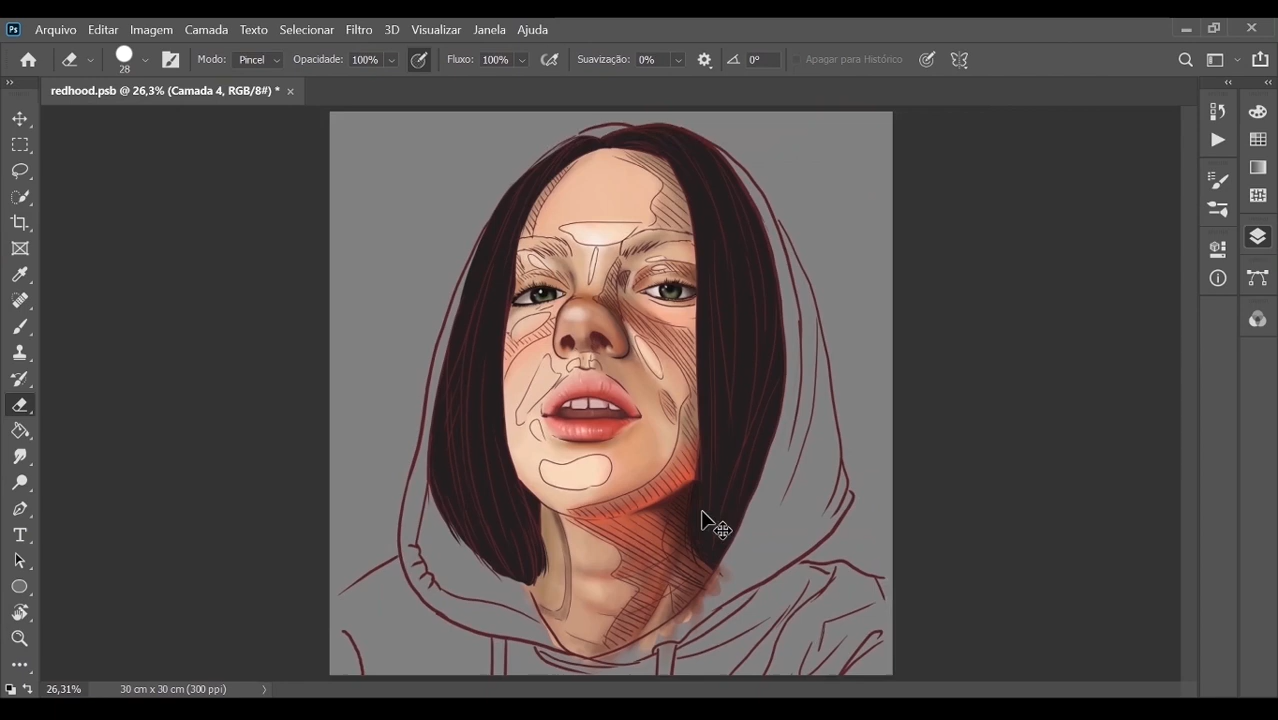 Ps Arquivo Editar Imagem Camada Texto Selecionar Filtro 3D Visualizar Janela Ajuda
28 Modo: Pincel Opacidade: 100% Fluxo: 100% Suavização: 0% 0° Apagar para Histórico
redhood.psb @ 26,3% (Camada 4, RGB/8#) *
26,31% 30 cm x 30 cm (300 ppi)